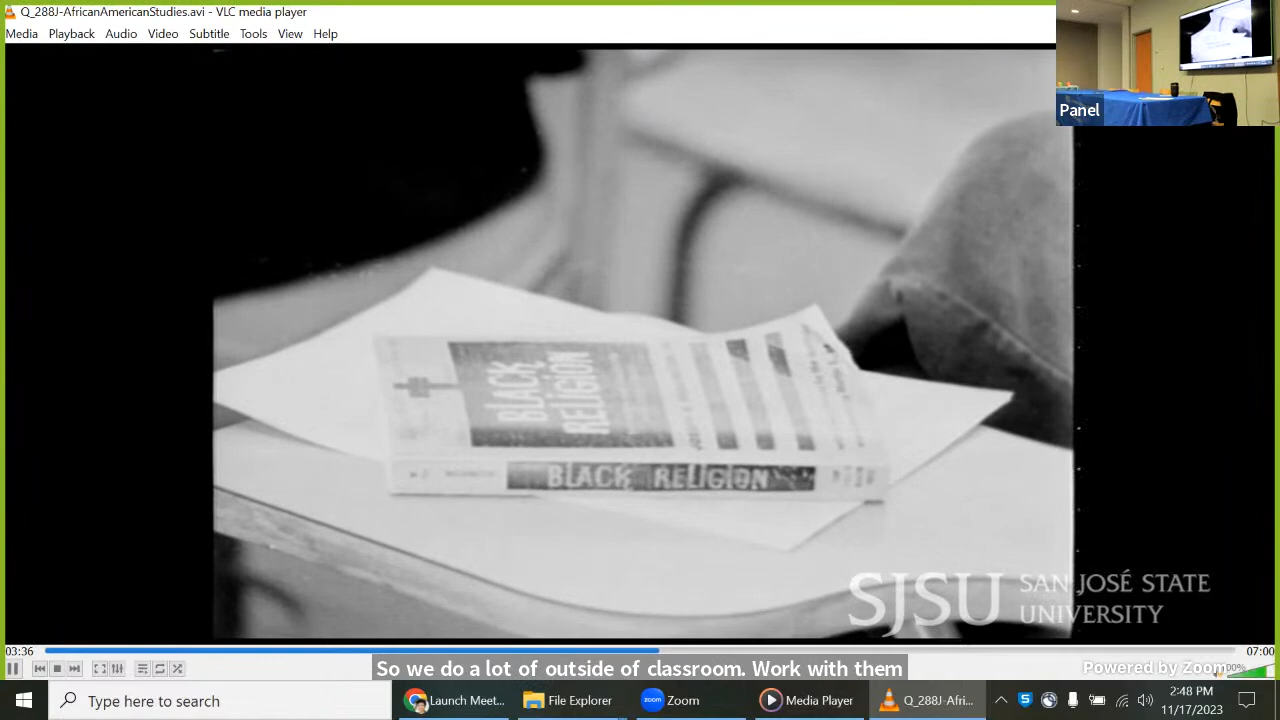 Q_288J-AfricanAmericanStudies.avi - VLC media player
Media Playback Audio Video Subtitle Tools View Help
Panel
BLACK
RELIGION
BLACK RELIGION
SJSU SAN JOSÉ STATE
UNIVERSITY
03:36
07:00
So we do a lot of outside of classroom. Work with them
Powered by Zoom
Type here to search
Launch Meet...
File Explorer
Zoom
Media Player
Q_288J-Afri...
2:48 PM
11/17/2023